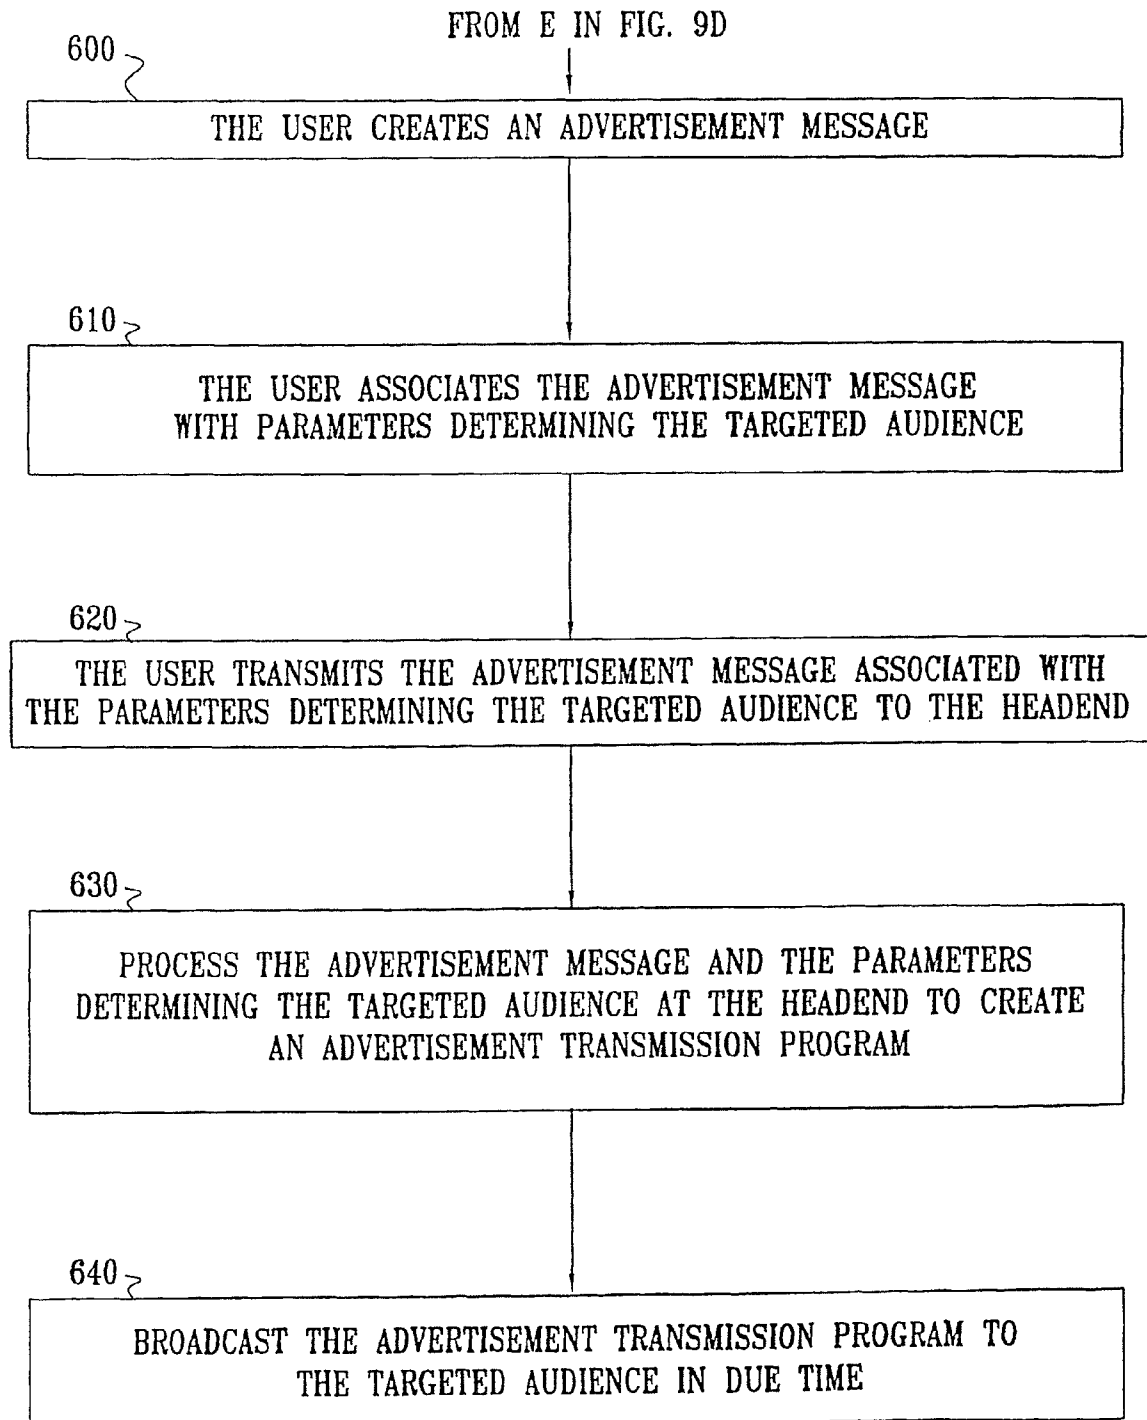 FROM E IN FIG. 9D
600
THE USER CREATES AN ADVERTISEMENT MESSAGE
610
THE USER ASSOCIATES THE ADVERTISEMENT MESSAGE
WITH PARAMETERS DETERMINING THE TARGETED AUDIENCE
620
THE USER TRANSMITS THE ADVERTISEMENT MESSAGE ASSOCIATED WITH
THE PARAMETERS DETERMINING THE TARGETED AUDIENCE TO THE HEADEND
630
PROCESS THE ADVERTISEMENT MESSAGE AND THE PARAMETERS
DETERMINING THE TARGETED AUDIENCE AT THE HEADEND TO CREATE
AN ADVERTISEMENT TRANSMISSION PROGRAM
640
BROADCAST THE ADVERTISEMENT TRANSMISSION PROGRAM TO
THE TARGETED AUDIENCE IN DUE TIME